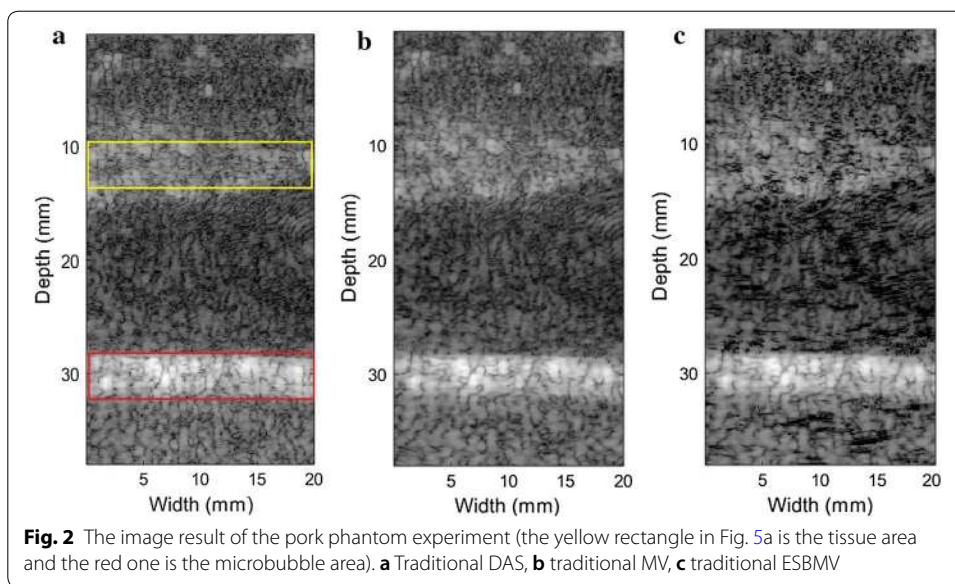 a
b
c
10
20
30
Depth (mm)
5 10 15 20
Width (mm)
10
20
30
Depth (mm)
5 10 15 20
Width (mm)
10
20
30
Depth (mm)
5 10 15 20
Width (mm)
Fig. 2 The image result of the pork phantom experiment (the yellow rectangle in Fig. 5a is the tissue area
and the red one is the microbubble area). a Traditional DAS, b traditional MV, c traditional ESBMV